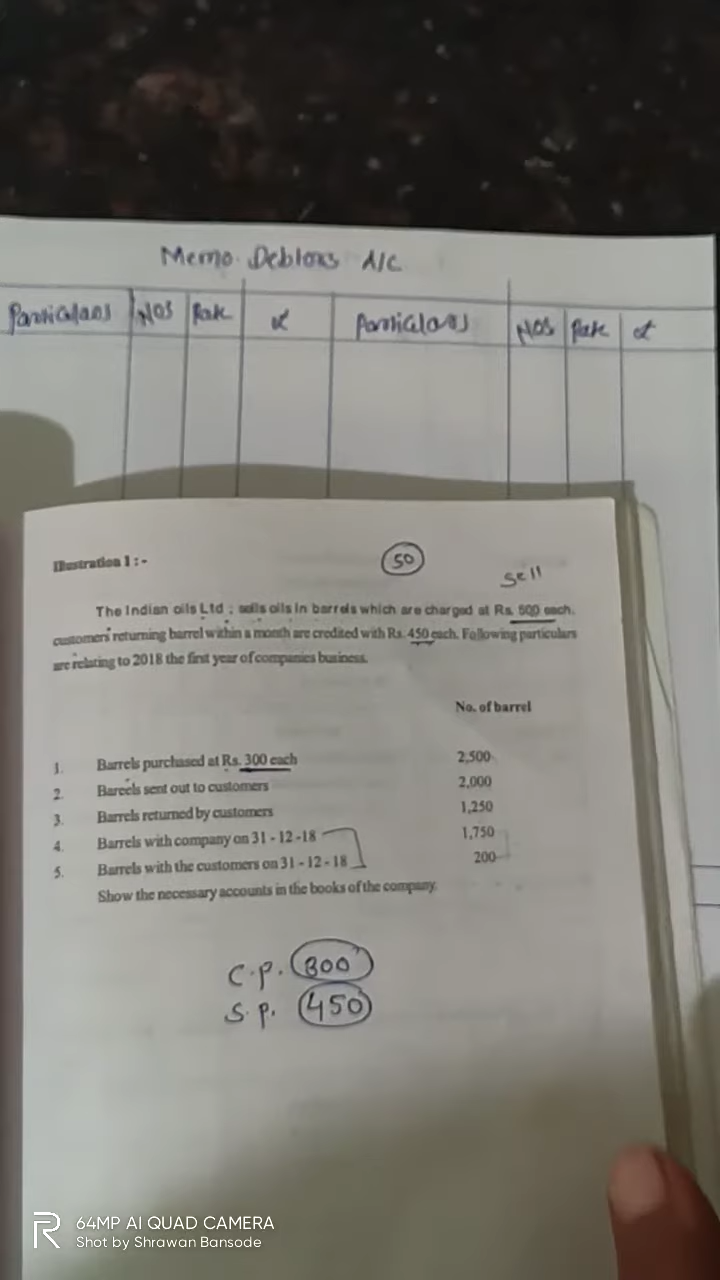 Memo. Deblors A/C
Particulars NOS Rate ₹ Particulars NOS Rate ₹
Illustration 1 :-
50
Sell
The Indian oils Ltd ; sells oils in barrels which are charged at Rs. 500 each.
customers returning barrel within a month are credited with Rs. 450 each. Following particulars
are relating to 2018 the first year of companies business.
No. of barrel
1. Barrels purchased at Rs. 300 each 2,500
2. Bareels sent out to customers 2,000
3. Barrels returned by customers 1,250
4. Barrels with company on 31 - 12 -18 1,750
5. Barrels with the customers on 31 - 12 - 18 200
Show the necessary accounts in the books of the company.
C.p. 300
S.p. 450
64MP AI QUAD CAMERA
Shot by Shrawan Bansode